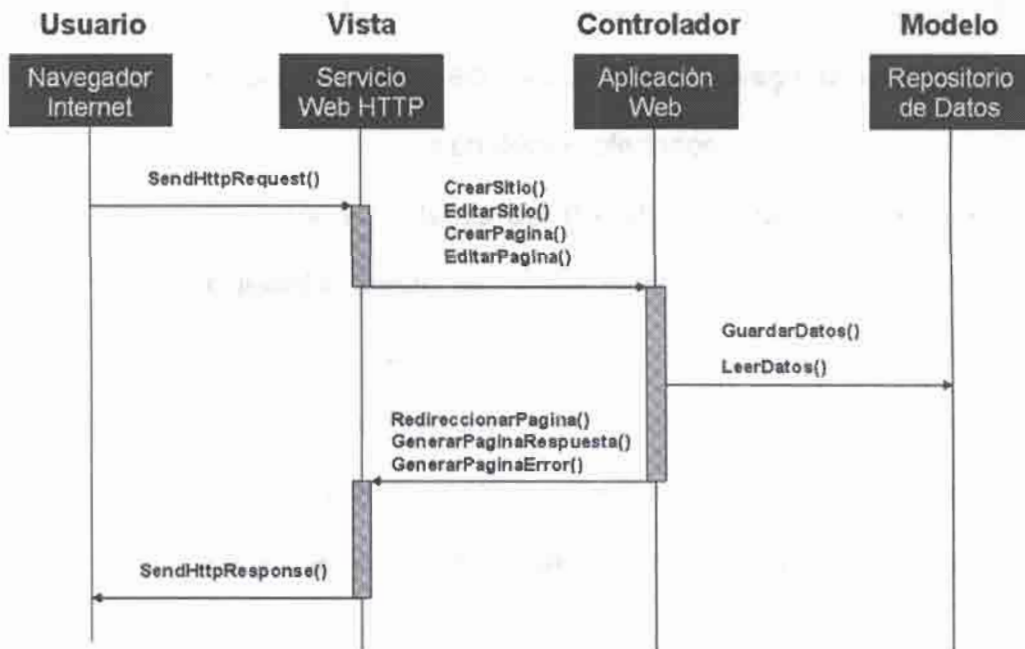 Usuario
Vista
Controlador
Modelo
Navegador
Internet
Servicio
Web HTTP
Aplicación
Web
Repositorio
de Datos
SendHttpRequest()
CrearSitio()
EditarSitio()
CrearPagina()
EditarPagina()
GuardarDatos()
LeerDatos()
RedireccionarPagina()
GenerarPaginaRespuesta()
GenerarPaginaError()
SendHttpResponse()